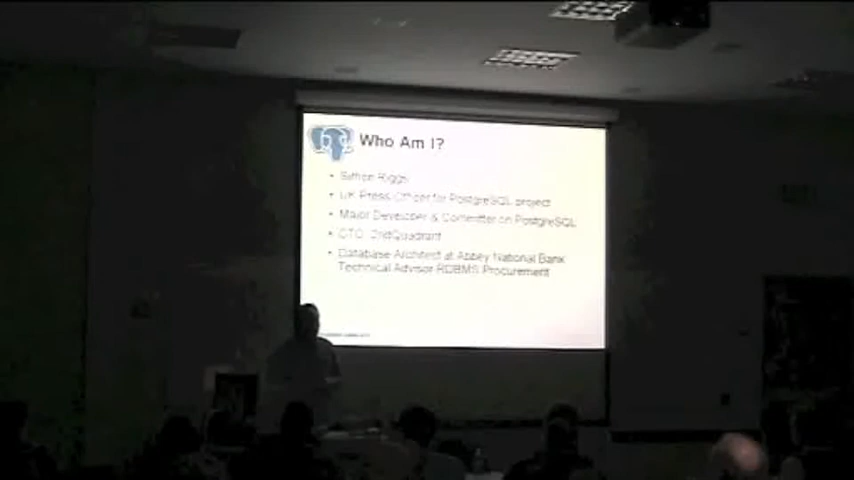 Who Am I?
• Simon Riggs
• UK Press Officer for PostgreSQL project
• Major Developer & Committer on PostgreSQL
• CTO, 2ndQuadrant
• Database Architect at Abbey National Bank
Technical Advisor RDBMS Procurement